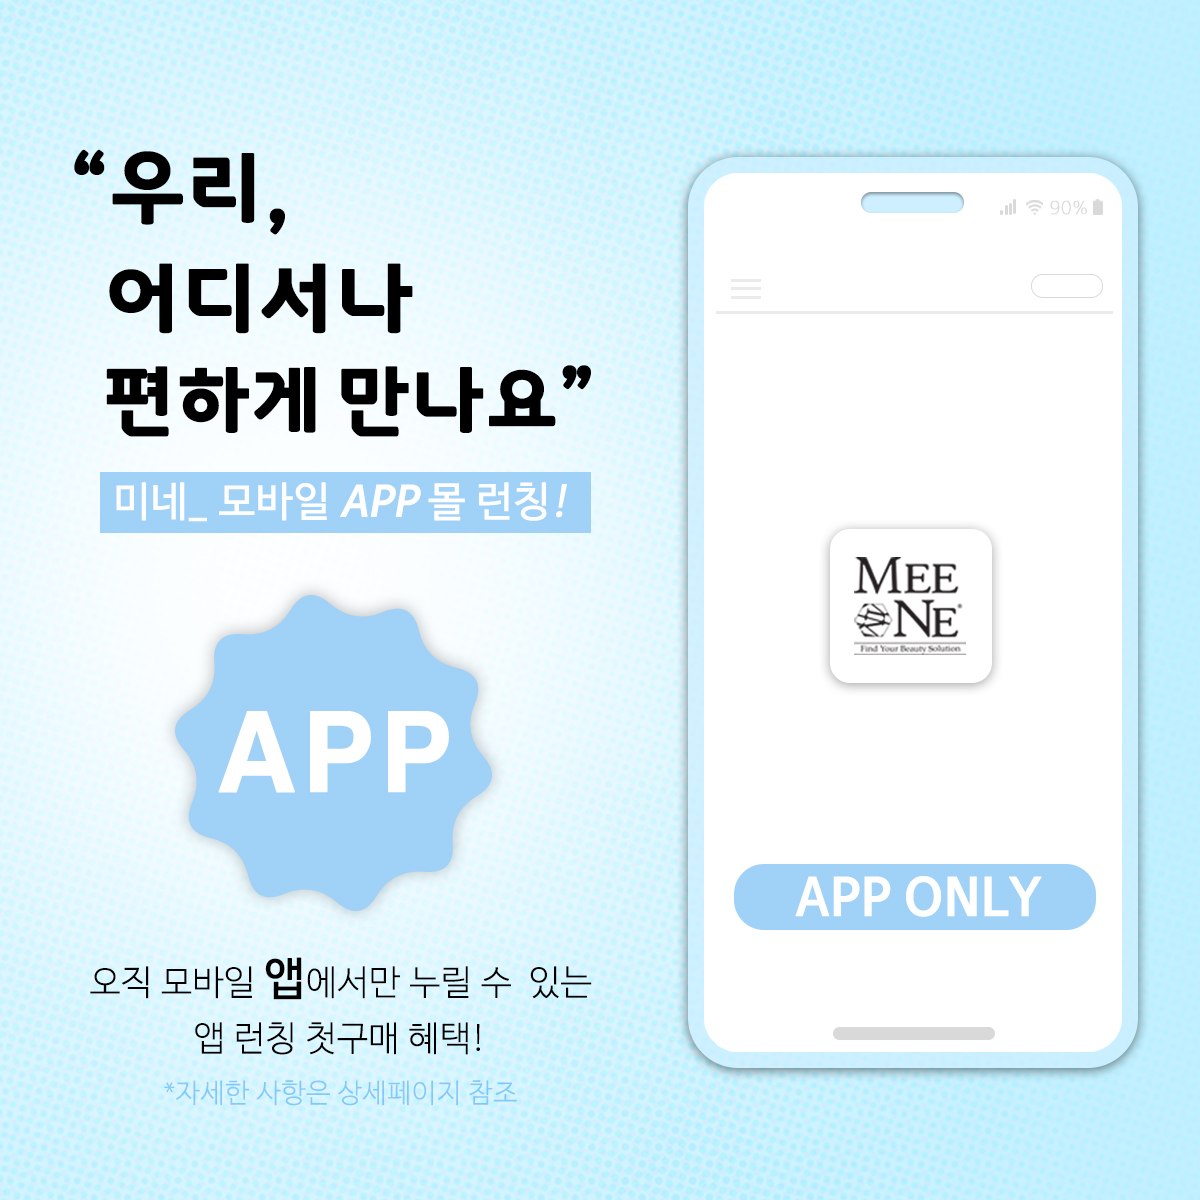 “우리,
어디서나
편하게 만나요”
미네_ 모바일 APP 몰 런칭!
APP
오직 모바일 앱에서만 누릴 수 있는
앱 런칭 첫구매 혜택!
*자세한 사항은 상세페이지 참조
90%
MEE
NE®
Find Your Beauty Solution
APP ONLY